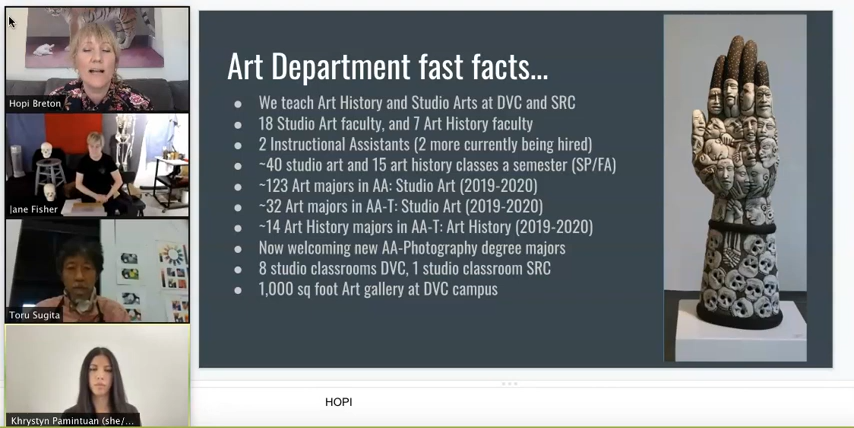 Hopi Breton
Jane Fisher
Toru Sugita
Khrystyn Pamintuan (she/...
Art Department fast facts...
● We teach Art History and Studio Arts at DVC and SRC
● 18 Studio Art faculty, and 7 Art History faculty
● 2 Instructional Assistants (2 more currently being hired)
● ~40 studio art and 15 art history classes a semester (SP/FA)
● ~123 Art majors in AA: Studio Art (2019-2020)
● ~32 Art majors in AA-T: Studio Art (2019-2020)
● ~14 Art History majors in AA-T: Art History (2019-2020)
● Now welcoming new AA-Photography degree majors
● 8 studio classrooms DVC, 1 studio classroom SRC
● 1,000 sq foot Art gallery at DVC campus
HOPI